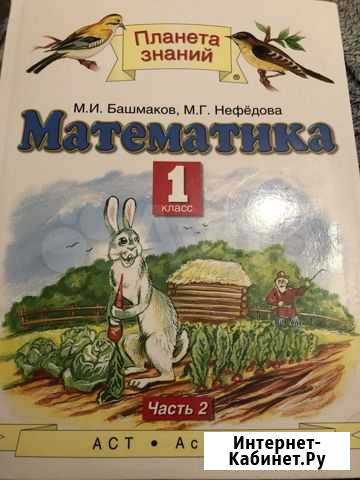 Планета
знаний
®
М.И. Башмаков, М.Г. Нефёдова
Математика
1
класс
Часть 2
АСТ • Ас
Интернет-
Кабинет.Ру